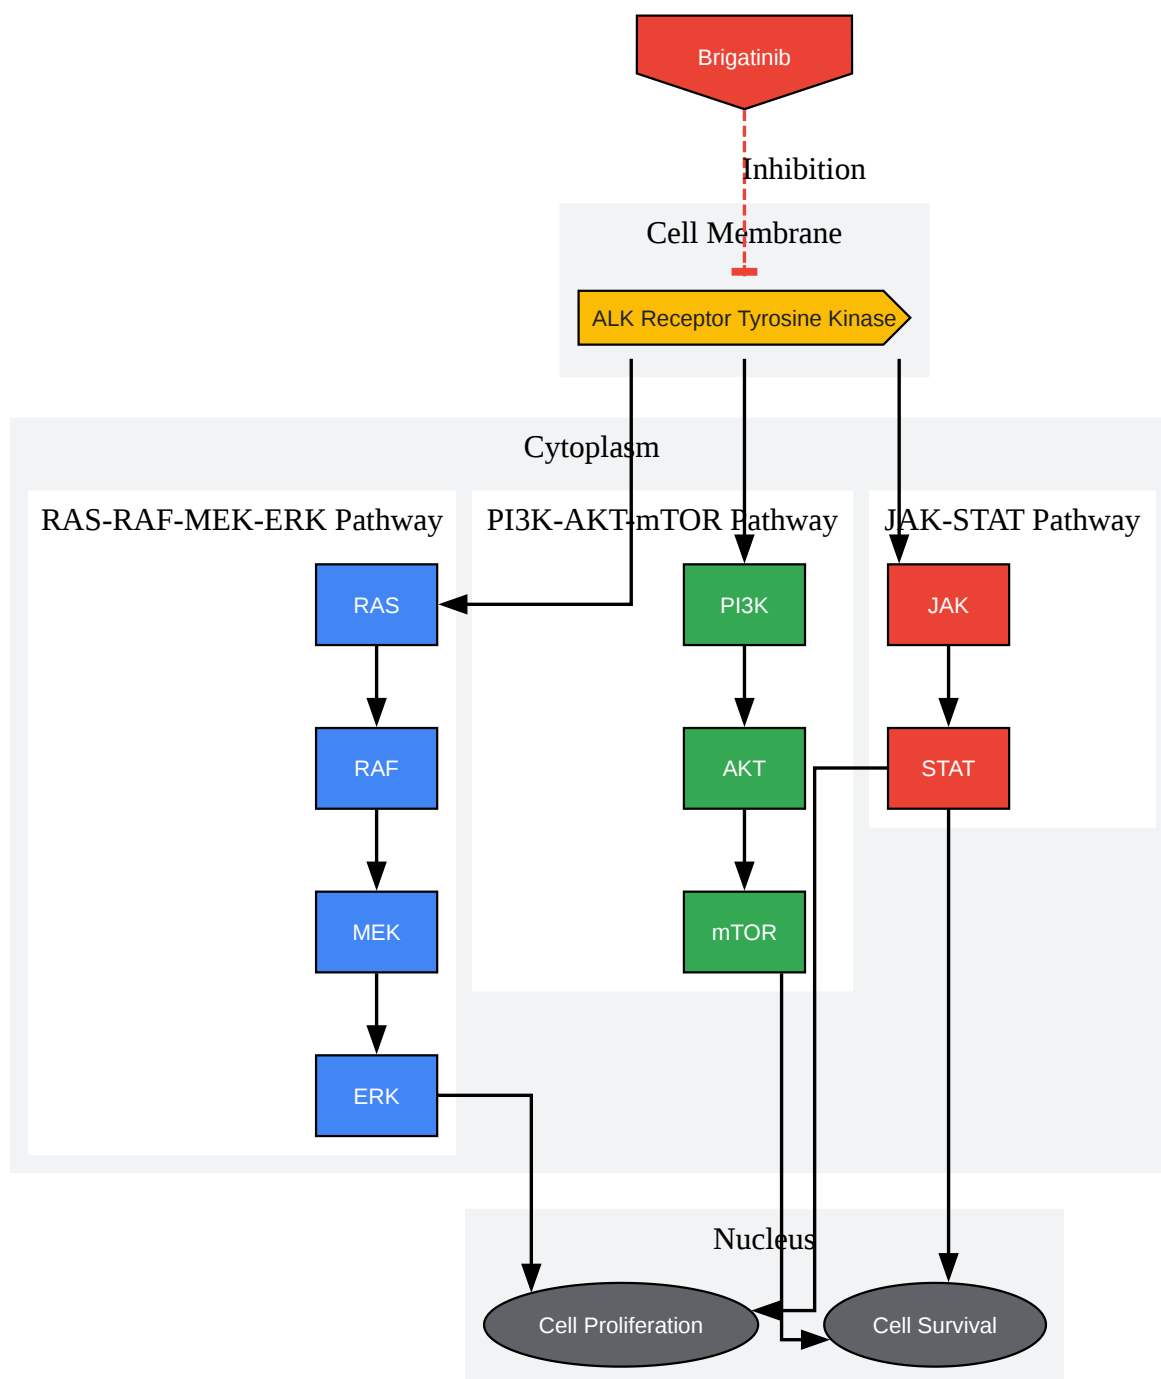 Brigatinib
Inhibition
Cell Membrane
ALK Receptor Tyrosine Kinase
Cytoplasm
RAS-RAF-MEK-ERK Pathway
PI3K-AKT-mTOR Pathway
JAK-STAT Pathway
RAS
PI3K
JAK
RAF
AKT
STAT
MEK
mTOR
ERK
Nucleus
Cell Proliferation
Cell Survival